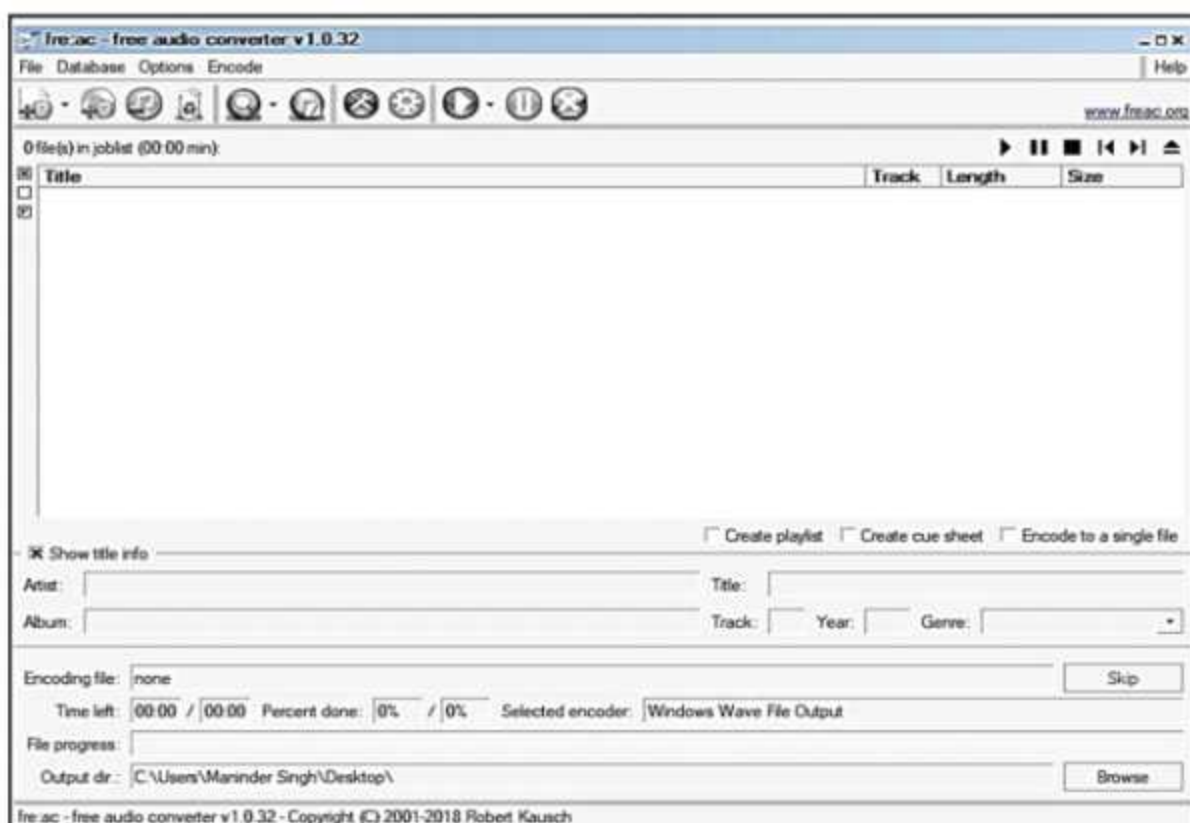 fre:ac - free audio converter v1.0.32
File Database Options Encode Help
www.freac.org
0 file(s) in joblist (00:00 min):
Title Track Length Size
Create playlist Create cue sheet Encode to a single file
Show title info
Artist: Title:
Album: Track: Year: Genre:
Encoding file: none Skip
Time left: 00:00 / 00:00 Percent done: 0% / 0% Selected encoder: Windows Wave File Output
File progress:
Output dir.: C:\Users\Maninder Singh\Desktop\ Browse
fre:ac - free audio converter v1.0.32 - Copyright (C) 2001-2018 Robert Kausch